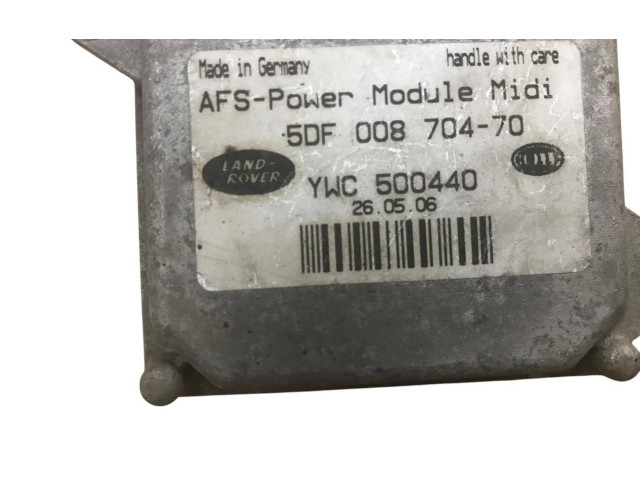 Made in Germany handle with care
AFS-Power Module Midi
5DF 008 704-70
LAND-
ROVER
YWC 500440
26.05.06